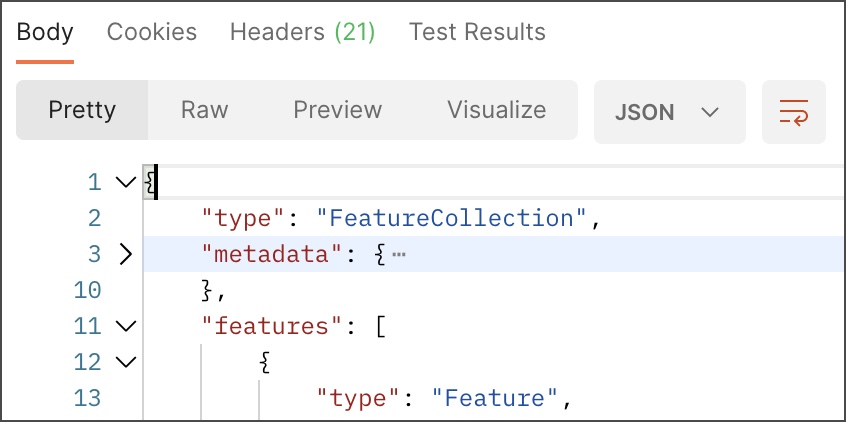 Body Cookies Headers (21) Test Results
Pretty Raw Preview Visualize JSON
1 {
2 "type": "FeatureCollection",
3 "metadata": { ⋯
10 },
11 "features": [
12 {
13 "type": "Feature",